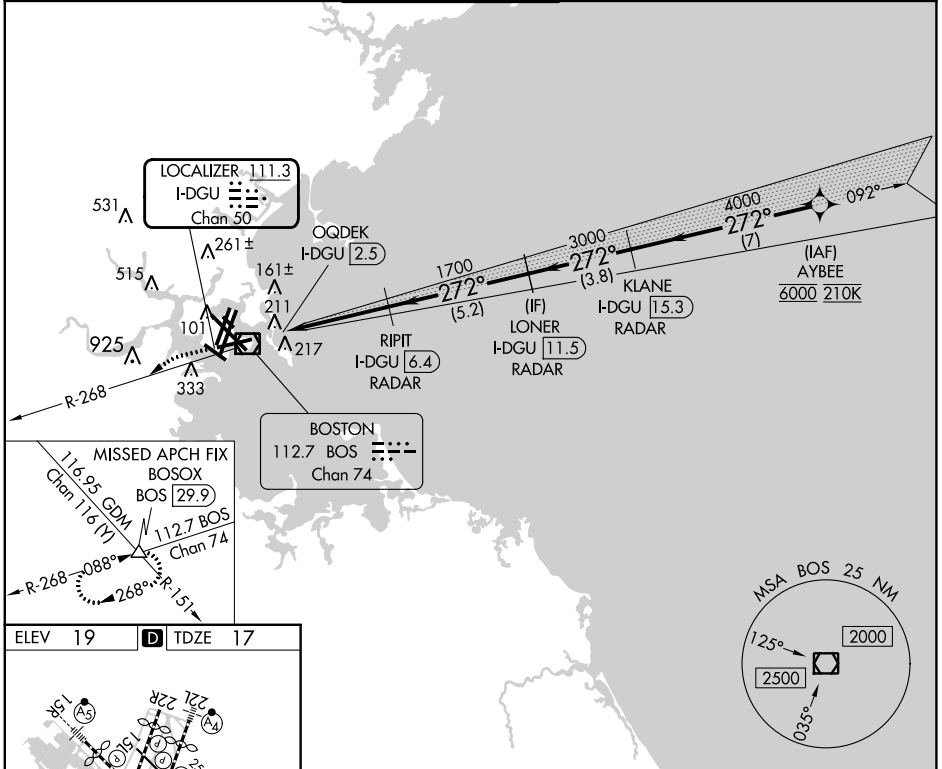 LOCALIZER 111.3
I-DGU
Chan 50
531
261±
515
OQDEK
I-DGU 2.5
161±
211
101
217
925
333
R-268
1700
272°
(5.2)
RIPIT
I-DGU 6.4
RADAR
3000
272°
(3.8)
(IF)
LONER
I-DGU 11.5
RADAR
4000
272°
(7)
KLANE
I-DGU 15.3
RADAR
092°
(IAF)
AYBEE
6000 210K
BOSTON
112.7 BOS
Chan 74
MISSED APCH FIX
BOSOX
BOS 29.9
116.95 GDM
Chan 116 (Y)
112.7 BOS
Chan 74
R-268
088°
268°
R-151
MSA BOS 25 NM
125°
2000
2500
035°
ELEV 19 D TDZE 17
15R
A5
15L
22R
22L
A4
P
P
P
25